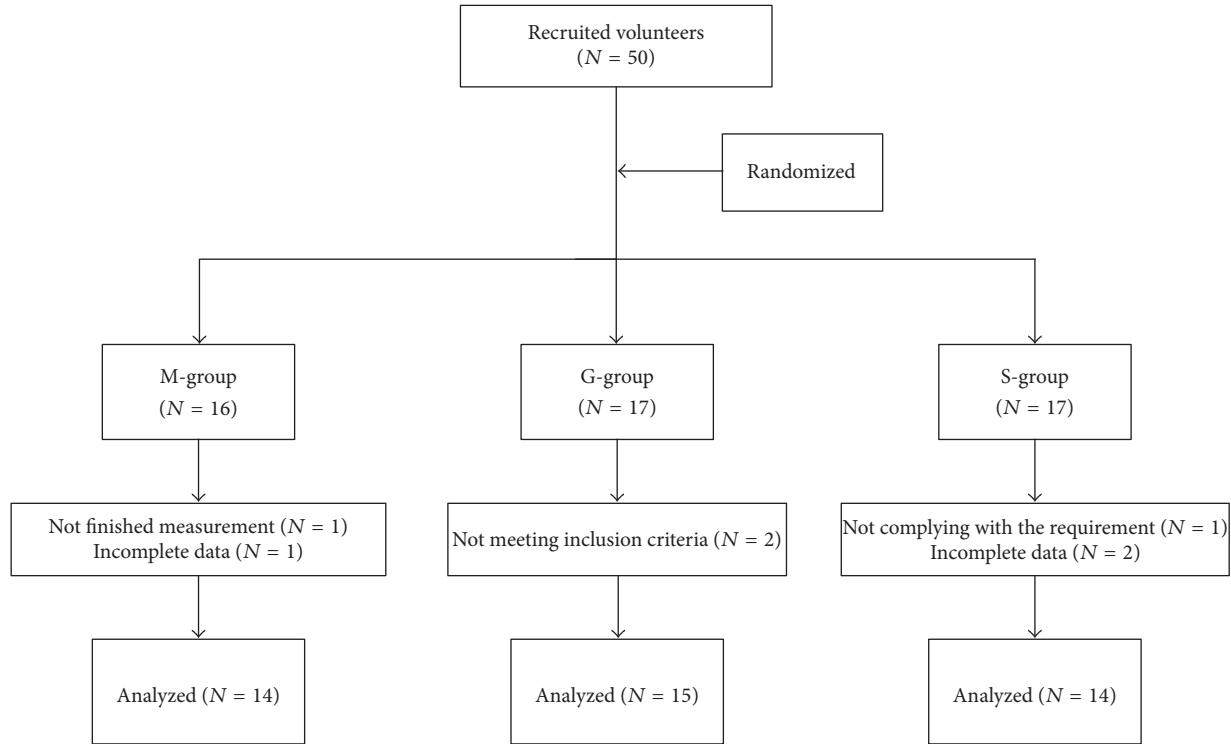 Recruited volunteers
(N = 50)
Randomized
M-group
(N = 16)
G-group
(N = 17)
S-group
(N = 17)
Not finished measurement (N = 1)
Incomplete data (N = 1)
Not meeting inclusion criteria (N = 2)
Not complying with the requirement (N = 1)
Incomplete data (N = 2)
Analyzed (N = 14)
Analyzed (N = 15)
Analyzed (N = 14)